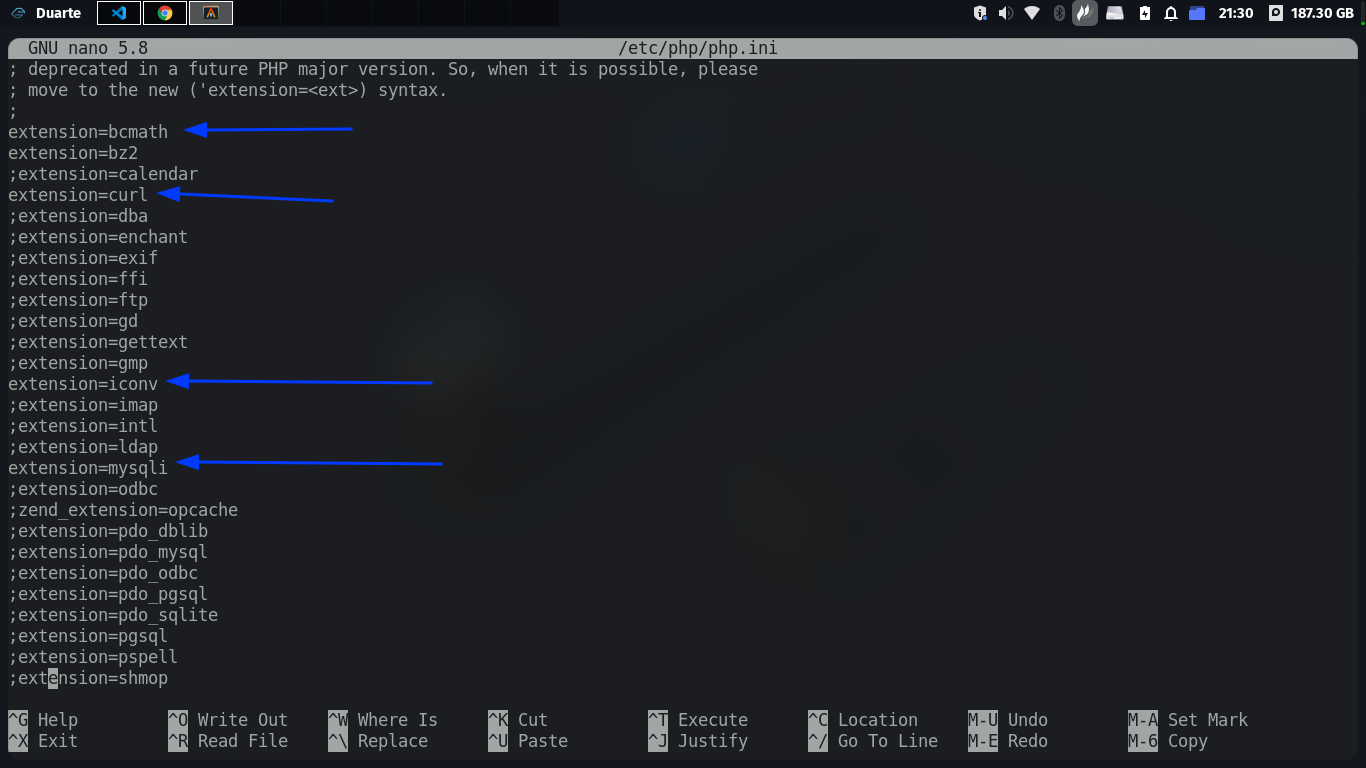 Duarte 21:30 187.30 GB
GNU nano 5.8 /etc/php/php.ini
; deprecated in a future PHP major version. So, when it is possible, please
; move to the new ('extension=<ext>) syntax.
;
extension=bcmath
extension=bz2
;extension=calendar
extension=curl
;extension=dba
;extension=enchant
;extension=exif
;extension=ffi
;extension=ftp
;extension=gd
;extension=gettext
;extension=gmp
extension=iconv
;extension=imap
;extension=intl
;extension=ldap
extension=mysqli
;extension=odbc
;zend_extension=opcache
;extension=pdo_dblib
;extension=pdo_mysql
;extension=pdo_odbc
;extension=pdo_pgsql
;extension=pdo_sqlite
;extension=pgsql
;extension=pspell
;extension=shmop
^G Help ^O Write Out ^W Where Is ^K Cut ^T Execute ^C Location M-U Undo M-A Set Mark
^X Exit ^R Read File ^\ Replace ^U Paste ^J Justify ^/ Go To Line M-E Redo M-6 Copy